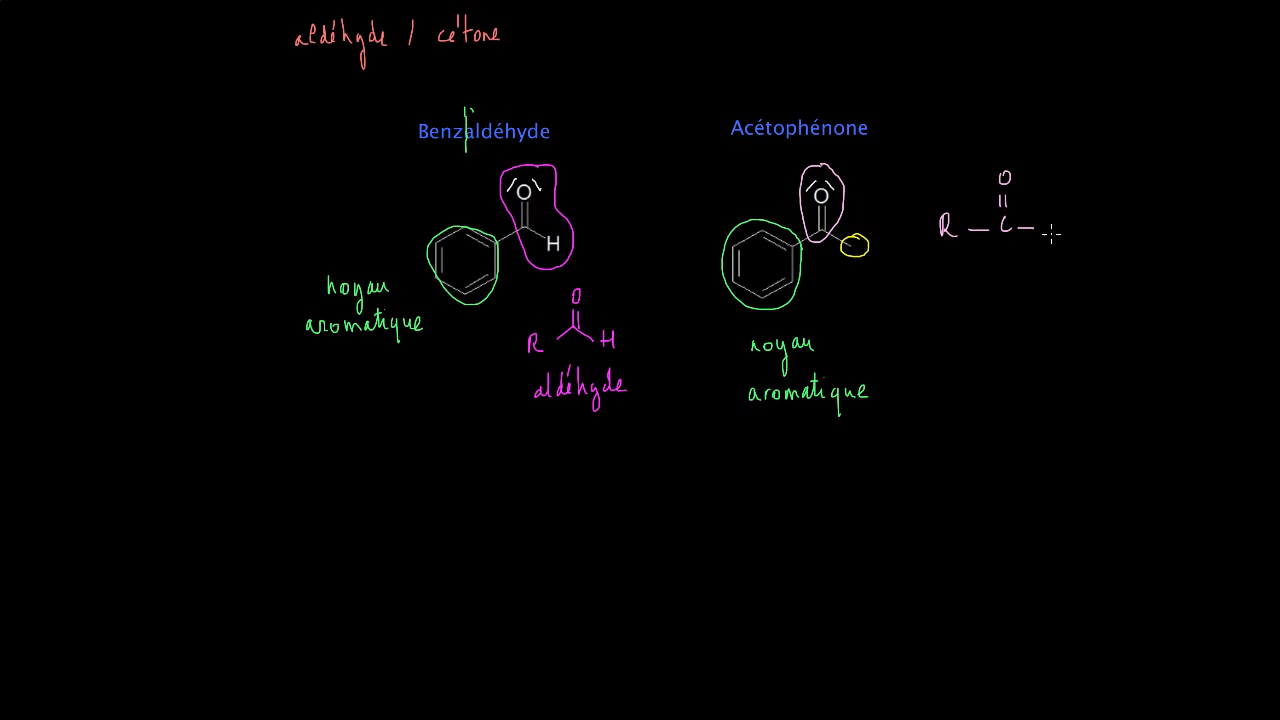 aldéhyde / cétone
Benzaldéhyde
Acétophénone
O
H
O
O
R – C –
noyau
aromatique
O
R H
aldéhyde
noyau
aromatique